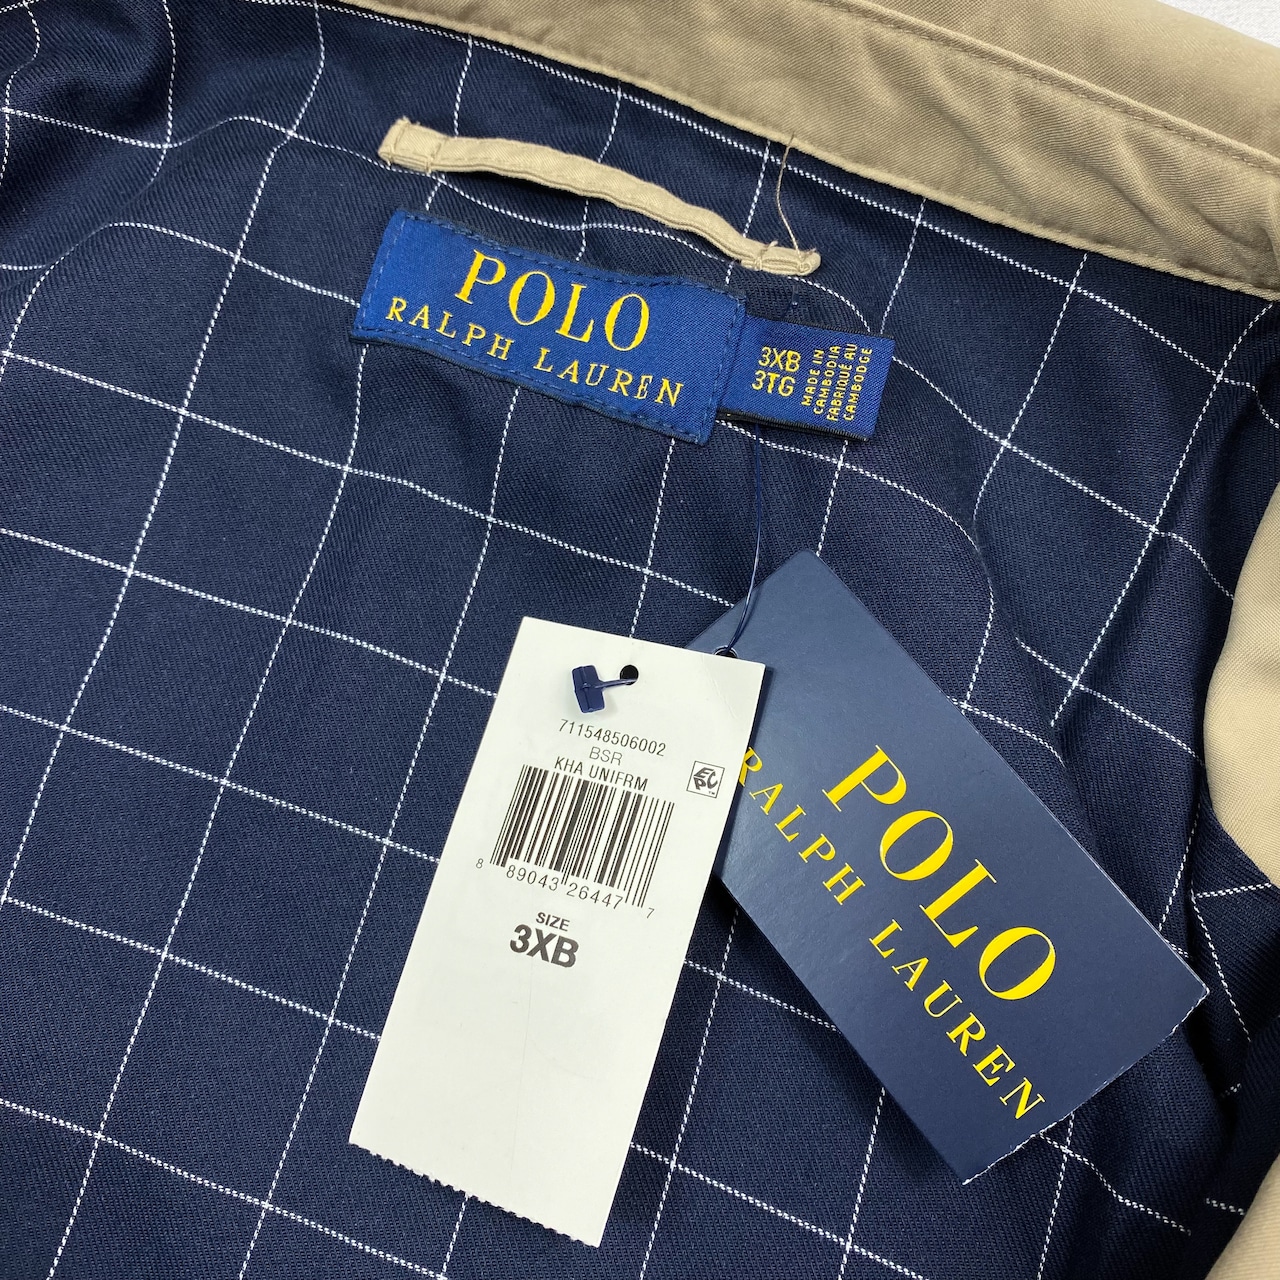 POLO
RALPH LAUREN
3XB
3TG
MADE IN
CAMBODIA
FABRIQUÉ AU
CAMBODGE
711548506002
BSR
KHA UNIFRM
8 89043 26447 7
SIZE
3XB
POLO
RALPH LAUREN